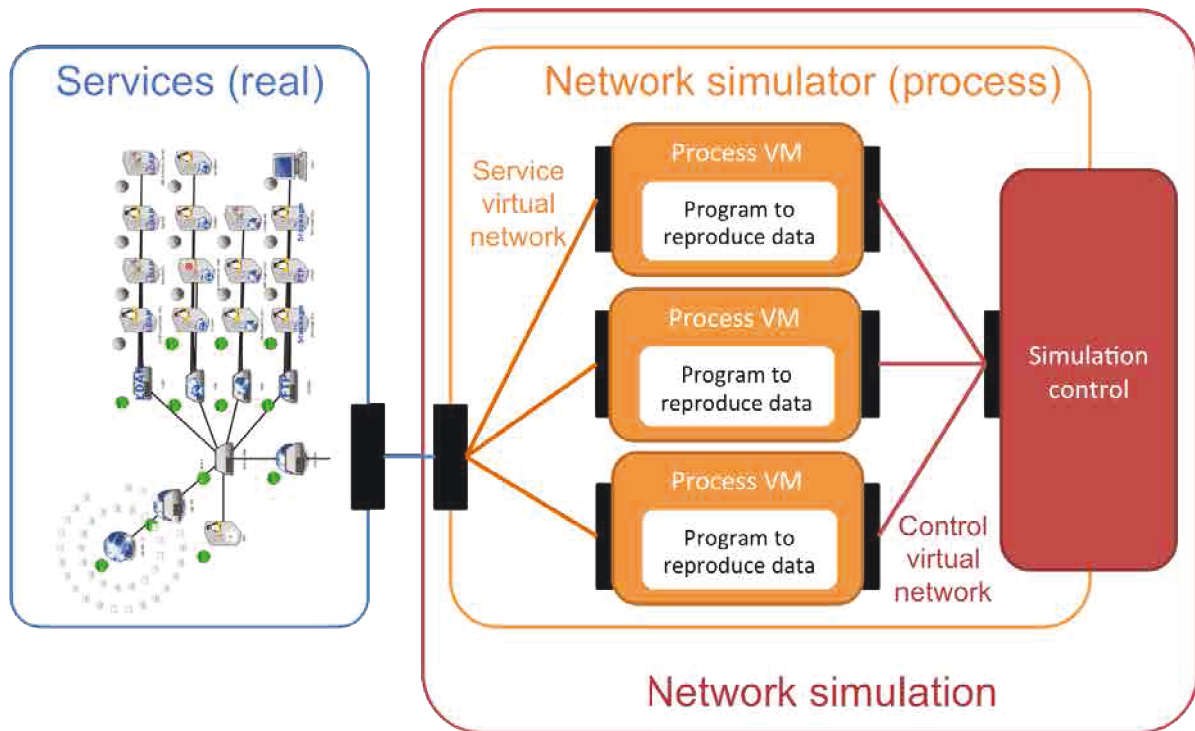 Services (real)
Network simulator (process)
Service
virtual
network
Process VM
Program to
reproduce data
Process VM
Program to
reproduce data
Process VM
Program to
reproduce data
Simulation
control
Control
virtual
network
Network simulation